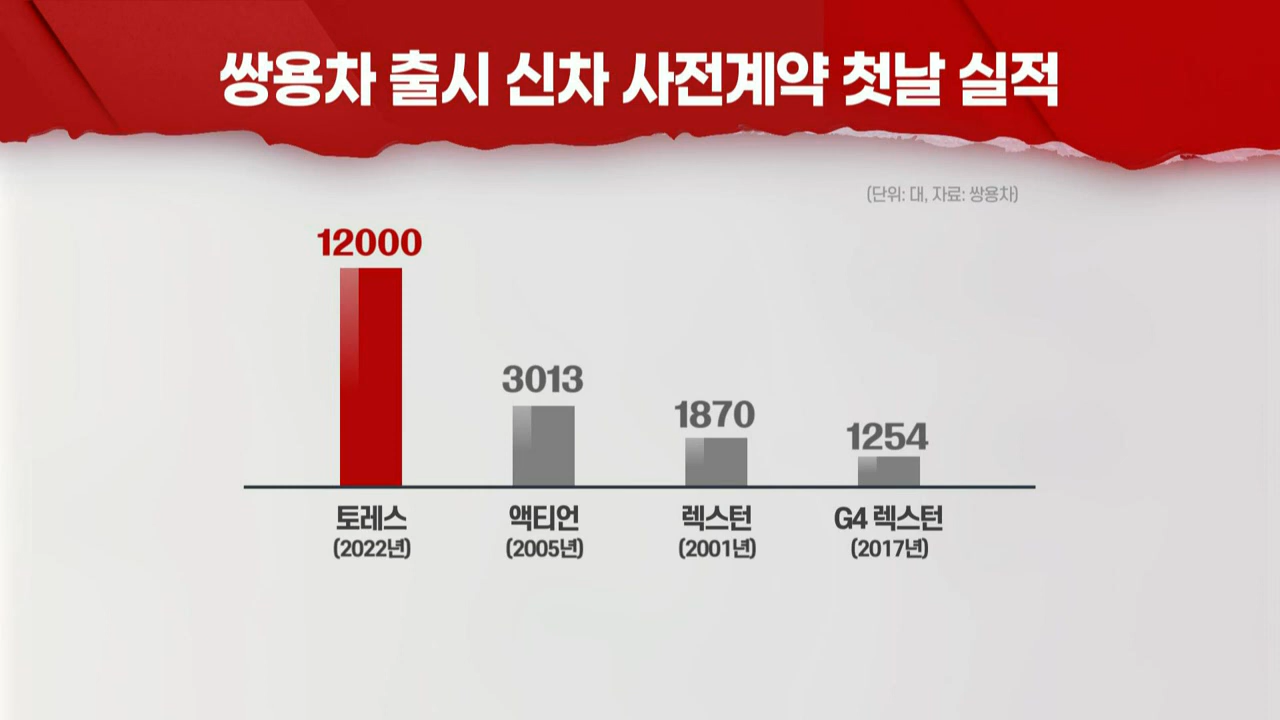 쌍용차 출시 신차 사전계약 첫날 실적
(단위: 대, 자료: 쌍용차)
12000
3013
1870
1254
토레스
(2022년)
액티언
(2005년)
렉스턴
(2001년)
G4 렉스턴
(2017년)